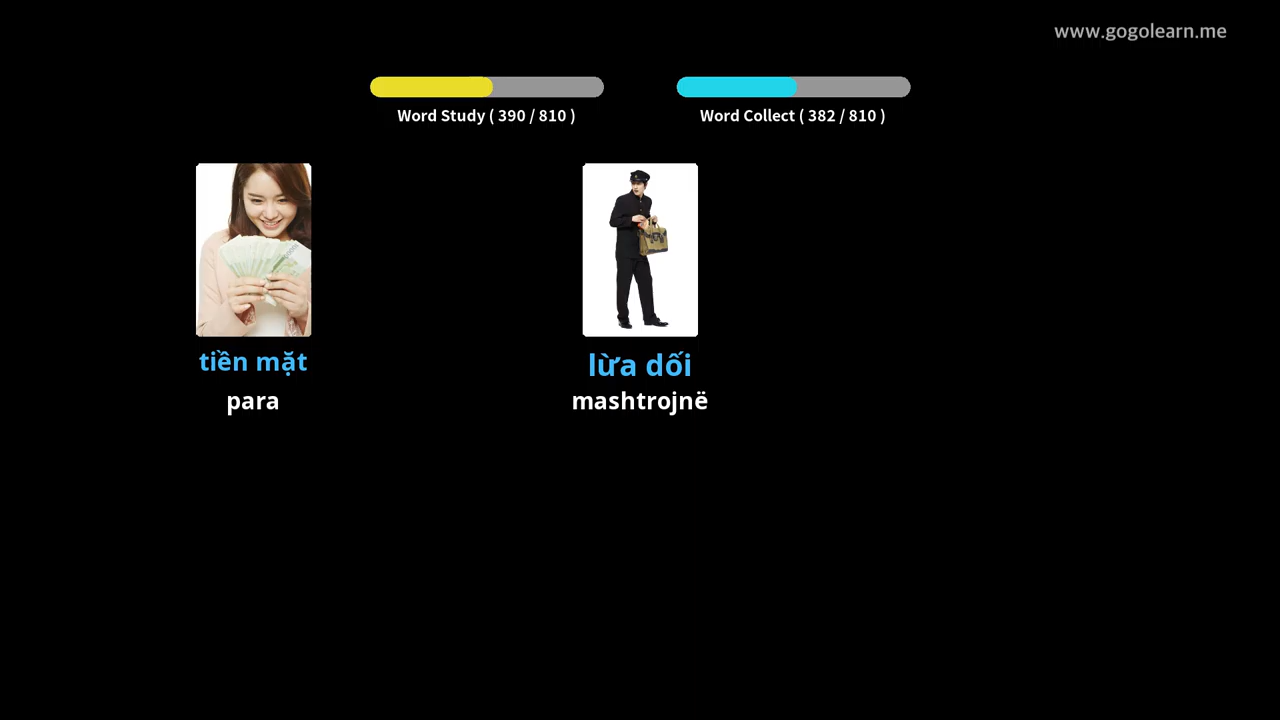 www.gogolearn.me
Word Study ( 390 / 810 )
Word Collect ( 382 / 810 )
tiền mặt
para
lừa dối
mashtrojnë